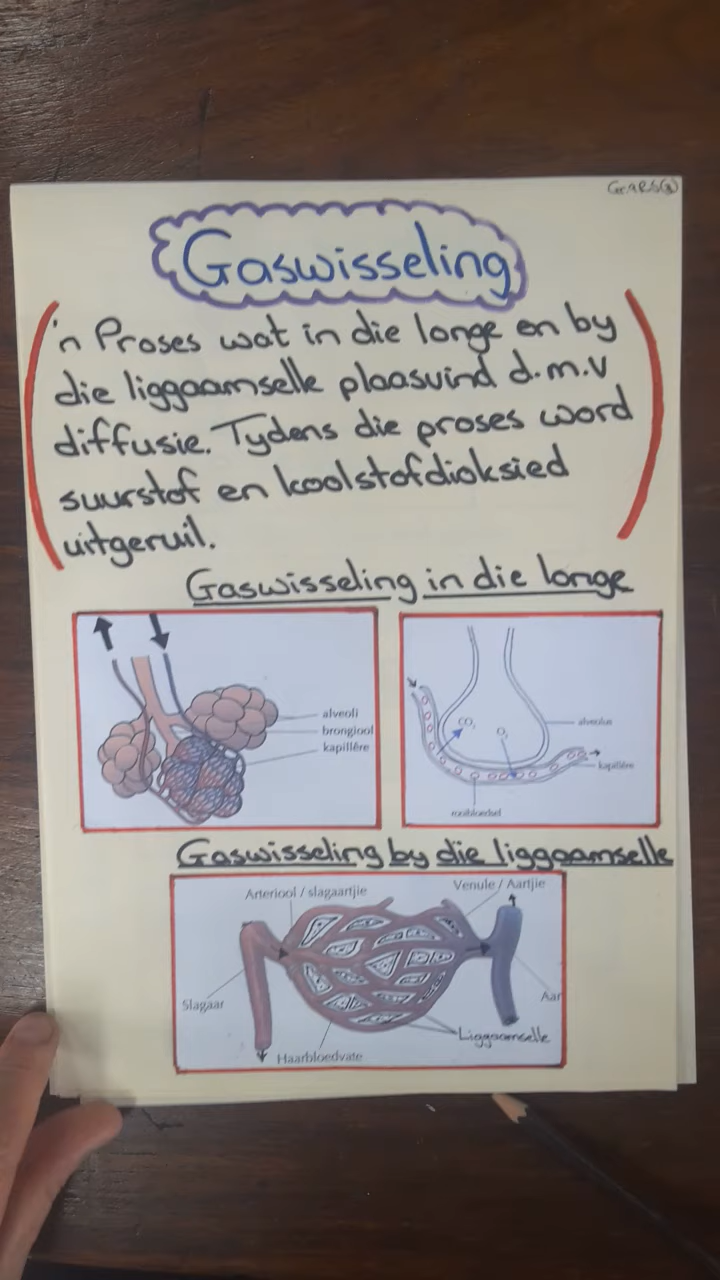 Gaswisseling
'n Proses wat in die longe en by
die liggaamselle plaasvind d.m.v
diffusie. Tydens die proses word
suurstof en koolstofdioksied
uitgeruil.
Gaswisseling in die longe
alveoli
brongiool
kapillêre
CO₂
O₂
alveolus
kapillêre
rooibloedsel
Gaswisseling by die liggaamselle
Arteriool / slagaartjie
Venule / Aartjie
Slagaar
Aar
Liggaamselle
Haarbloedvate